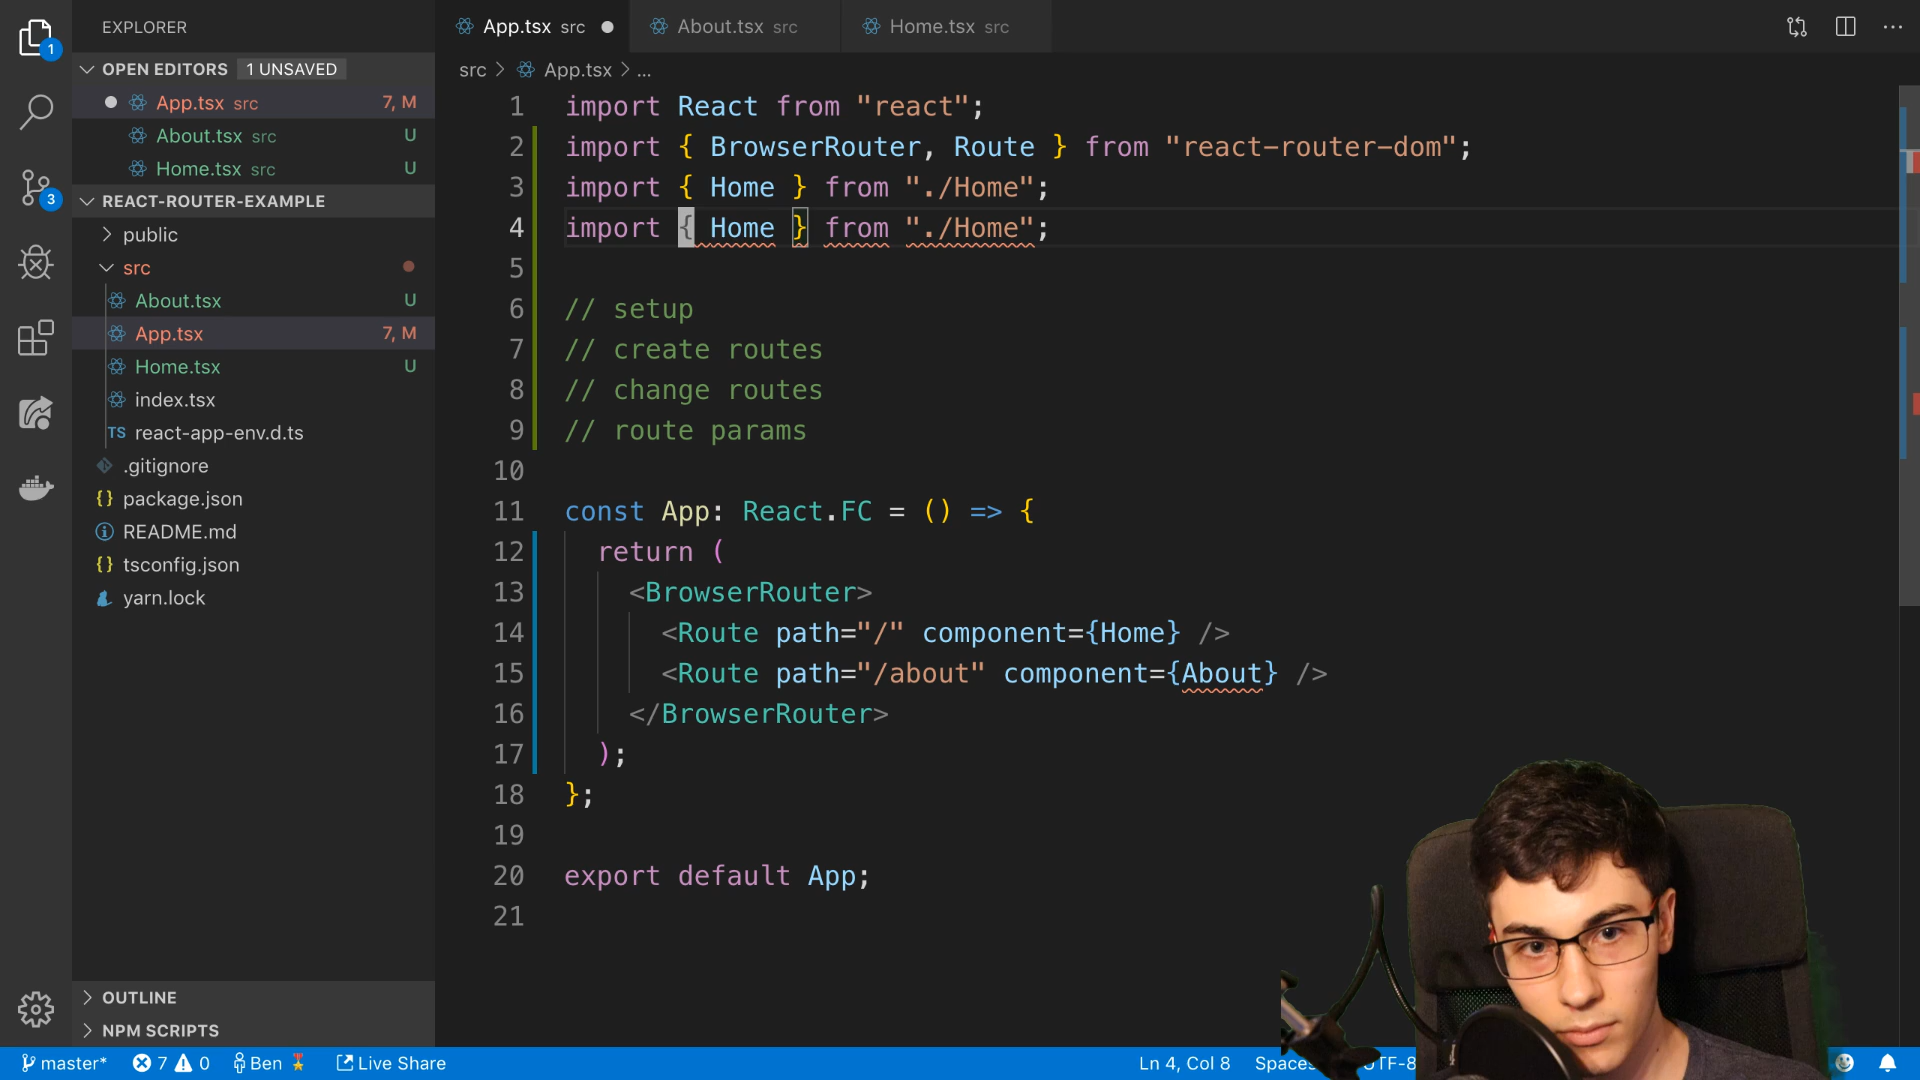 1
3
EXPLORER
OPEN EDITORS 1 UNSAVED
App.tsx src 7, M
About.tsx src U
Home.tsx src U
REACT-ROUTER-EXAMPLE
public
src
About.tsx U
App.tsx 7, M
Home.tsx U
index.tsx
TS react-app-env.d.ts
.gitignore
{} package.json
README.md
{} tsconfig.json
yarn.lock
OUTLINE
NPM SCRIPTS
App.tsx src About.tsx src Home.tsx src
src > App.tsx > ...
1 import React from "react";
2 import { BrowserRouter, Route } from "react-router-dom";
3 import { Home } from "./Home";
4 import { Home } from "./Home";
5
6 // setup
7 // create routes
8 // change routes
9 // route params
10
11 const App: React.FC = () => {
12 return (
13 <BrowserRouter>
14 <Route path="/" component={Home} />
15 <Route path="/about" component={About} />
16 </BrowserRouter>
17 );
18 };
19
20 export default App;
21
master* 7 0 Ben Live Share Ln 4, Col 8